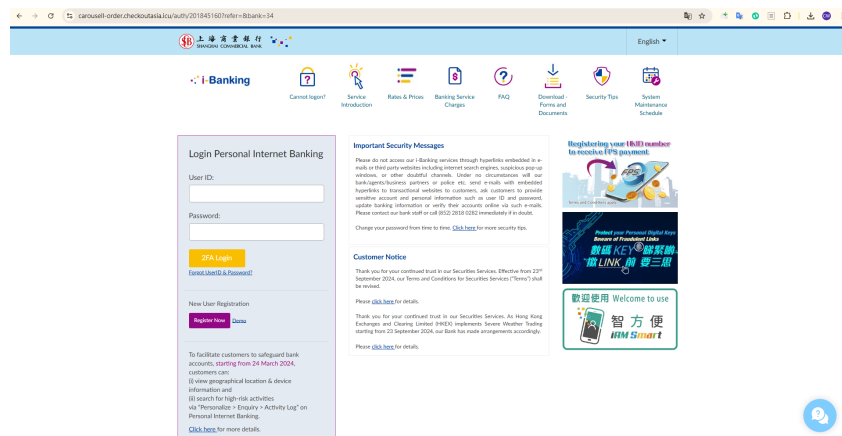 carousell-order.checkoutasia.icu/auth/201845160?refer=&bank=34
上海商業銀行
SHANGHAI COMMERCIAL BANK
English
i-Banking
Cannot logon?
Service
Introduction
Rates & Prices
Banking Service
Charges
FAQ
Download -
Forms and
Documents
Security Tips
System
Maintenance
Schedule
Login Personal Internet Banking
User ID:
Password:
2FA Login
Forgot UserID & Password?
New User Registration
Register Now
Demo
To facilitate customers to safeguard bank
accounts, starting from 24 March 2024,
customers can:
(i) view geographical location & device
information and
(ii) search for high-risk activities
via "Personalize > Enquiry > Activity Log" on
Personal Internet Banking.
Click here for more details.
Important Security Messages
Please do not access our i-Banking services through hyperlinks embedded in e-
mails or third party websites including internet search engines, suspicious pop-up
windows, or other doubtful channels. Under no circumstances will our
bank/agents/business partners or police etc. send e-mails with embedded
hyperlinks to transactional websites to customers, ask customers to provide
sensitive account and personal information such as user ID and password,
update banking information or verify their accounts online via such e-mails.
Please contact our bank staff or call (852) 2818 0282 immediately if in doubt.
Change your password from time to time. Click here for more security tips.
Customer Notice
Thank you for your continued trust in our Securities Services. Effective from 23rd
September 2024, our Terms and Conditions for Securities Services ("Terms") shall
be revised.
Please click here for details.
Thank you for your continued trust in our Securities Services. As Hong Kong
Exchanges and Clearing Limited (HKEX) implements Severe Weather Trading
starting from 23 September 2024, our Bank has made arrangements accordingly.
Please click here for details.
Registering your HKID number
to receive FPS
payment
FPS
Terms and Conditions apply
Protect your Personal Digital Keys
Beware of Fraudulent Links
數碼 KEY 睇緊啲
撳 LINK 前 要三思
歡迎使用 Welcome to use
智方便
iAM Smart